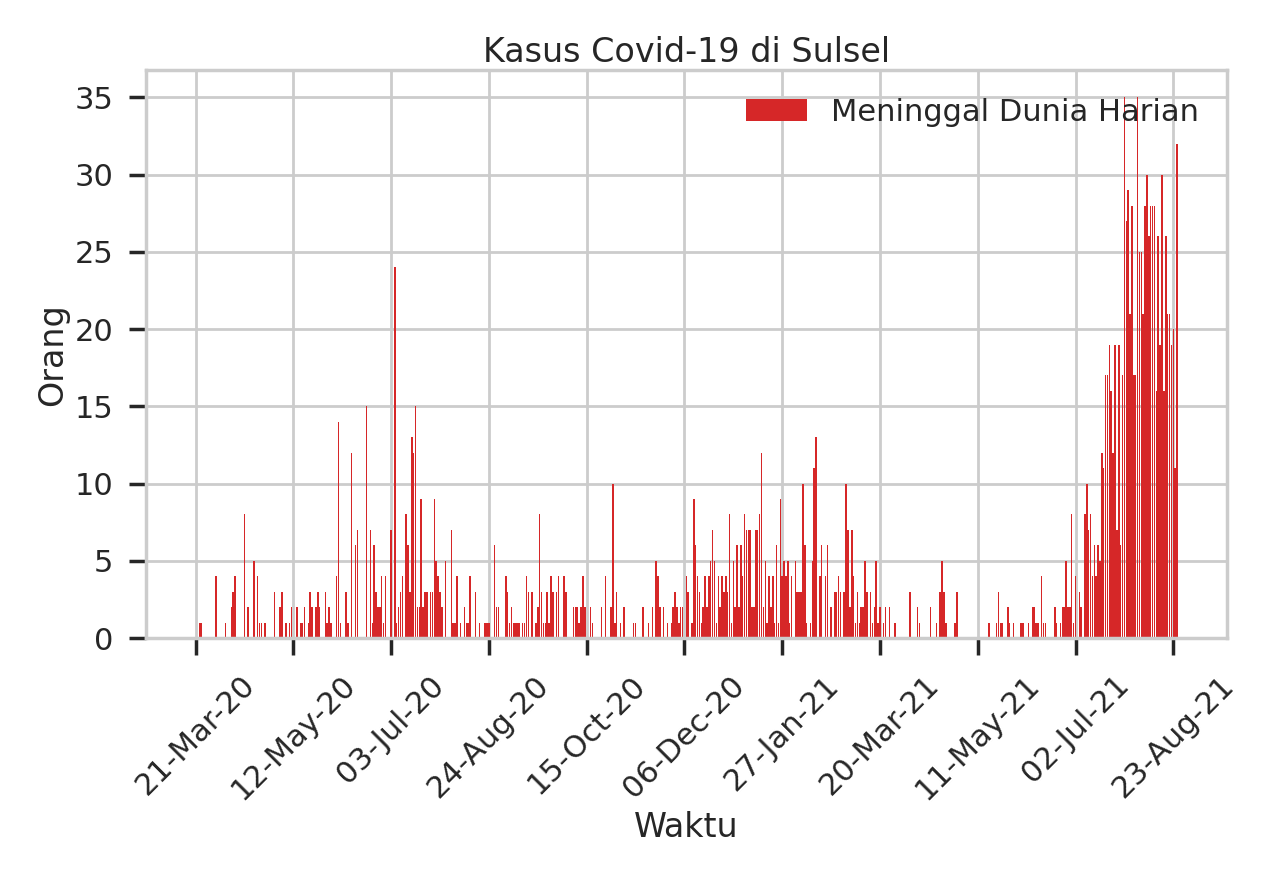 Kasus Covid-19 di Sulsel
Meninggal Dunia Harian
Orang
35
30
25
20
15
10
5
0
21-Mar-20
12-May-20
03-Jul-20
24-Aug-20
15-Oct-20
06-Dec-20
27-Jan-21
20-Mar-21
11-May-21
02-Jul-21
23-Aug-21
Waktu